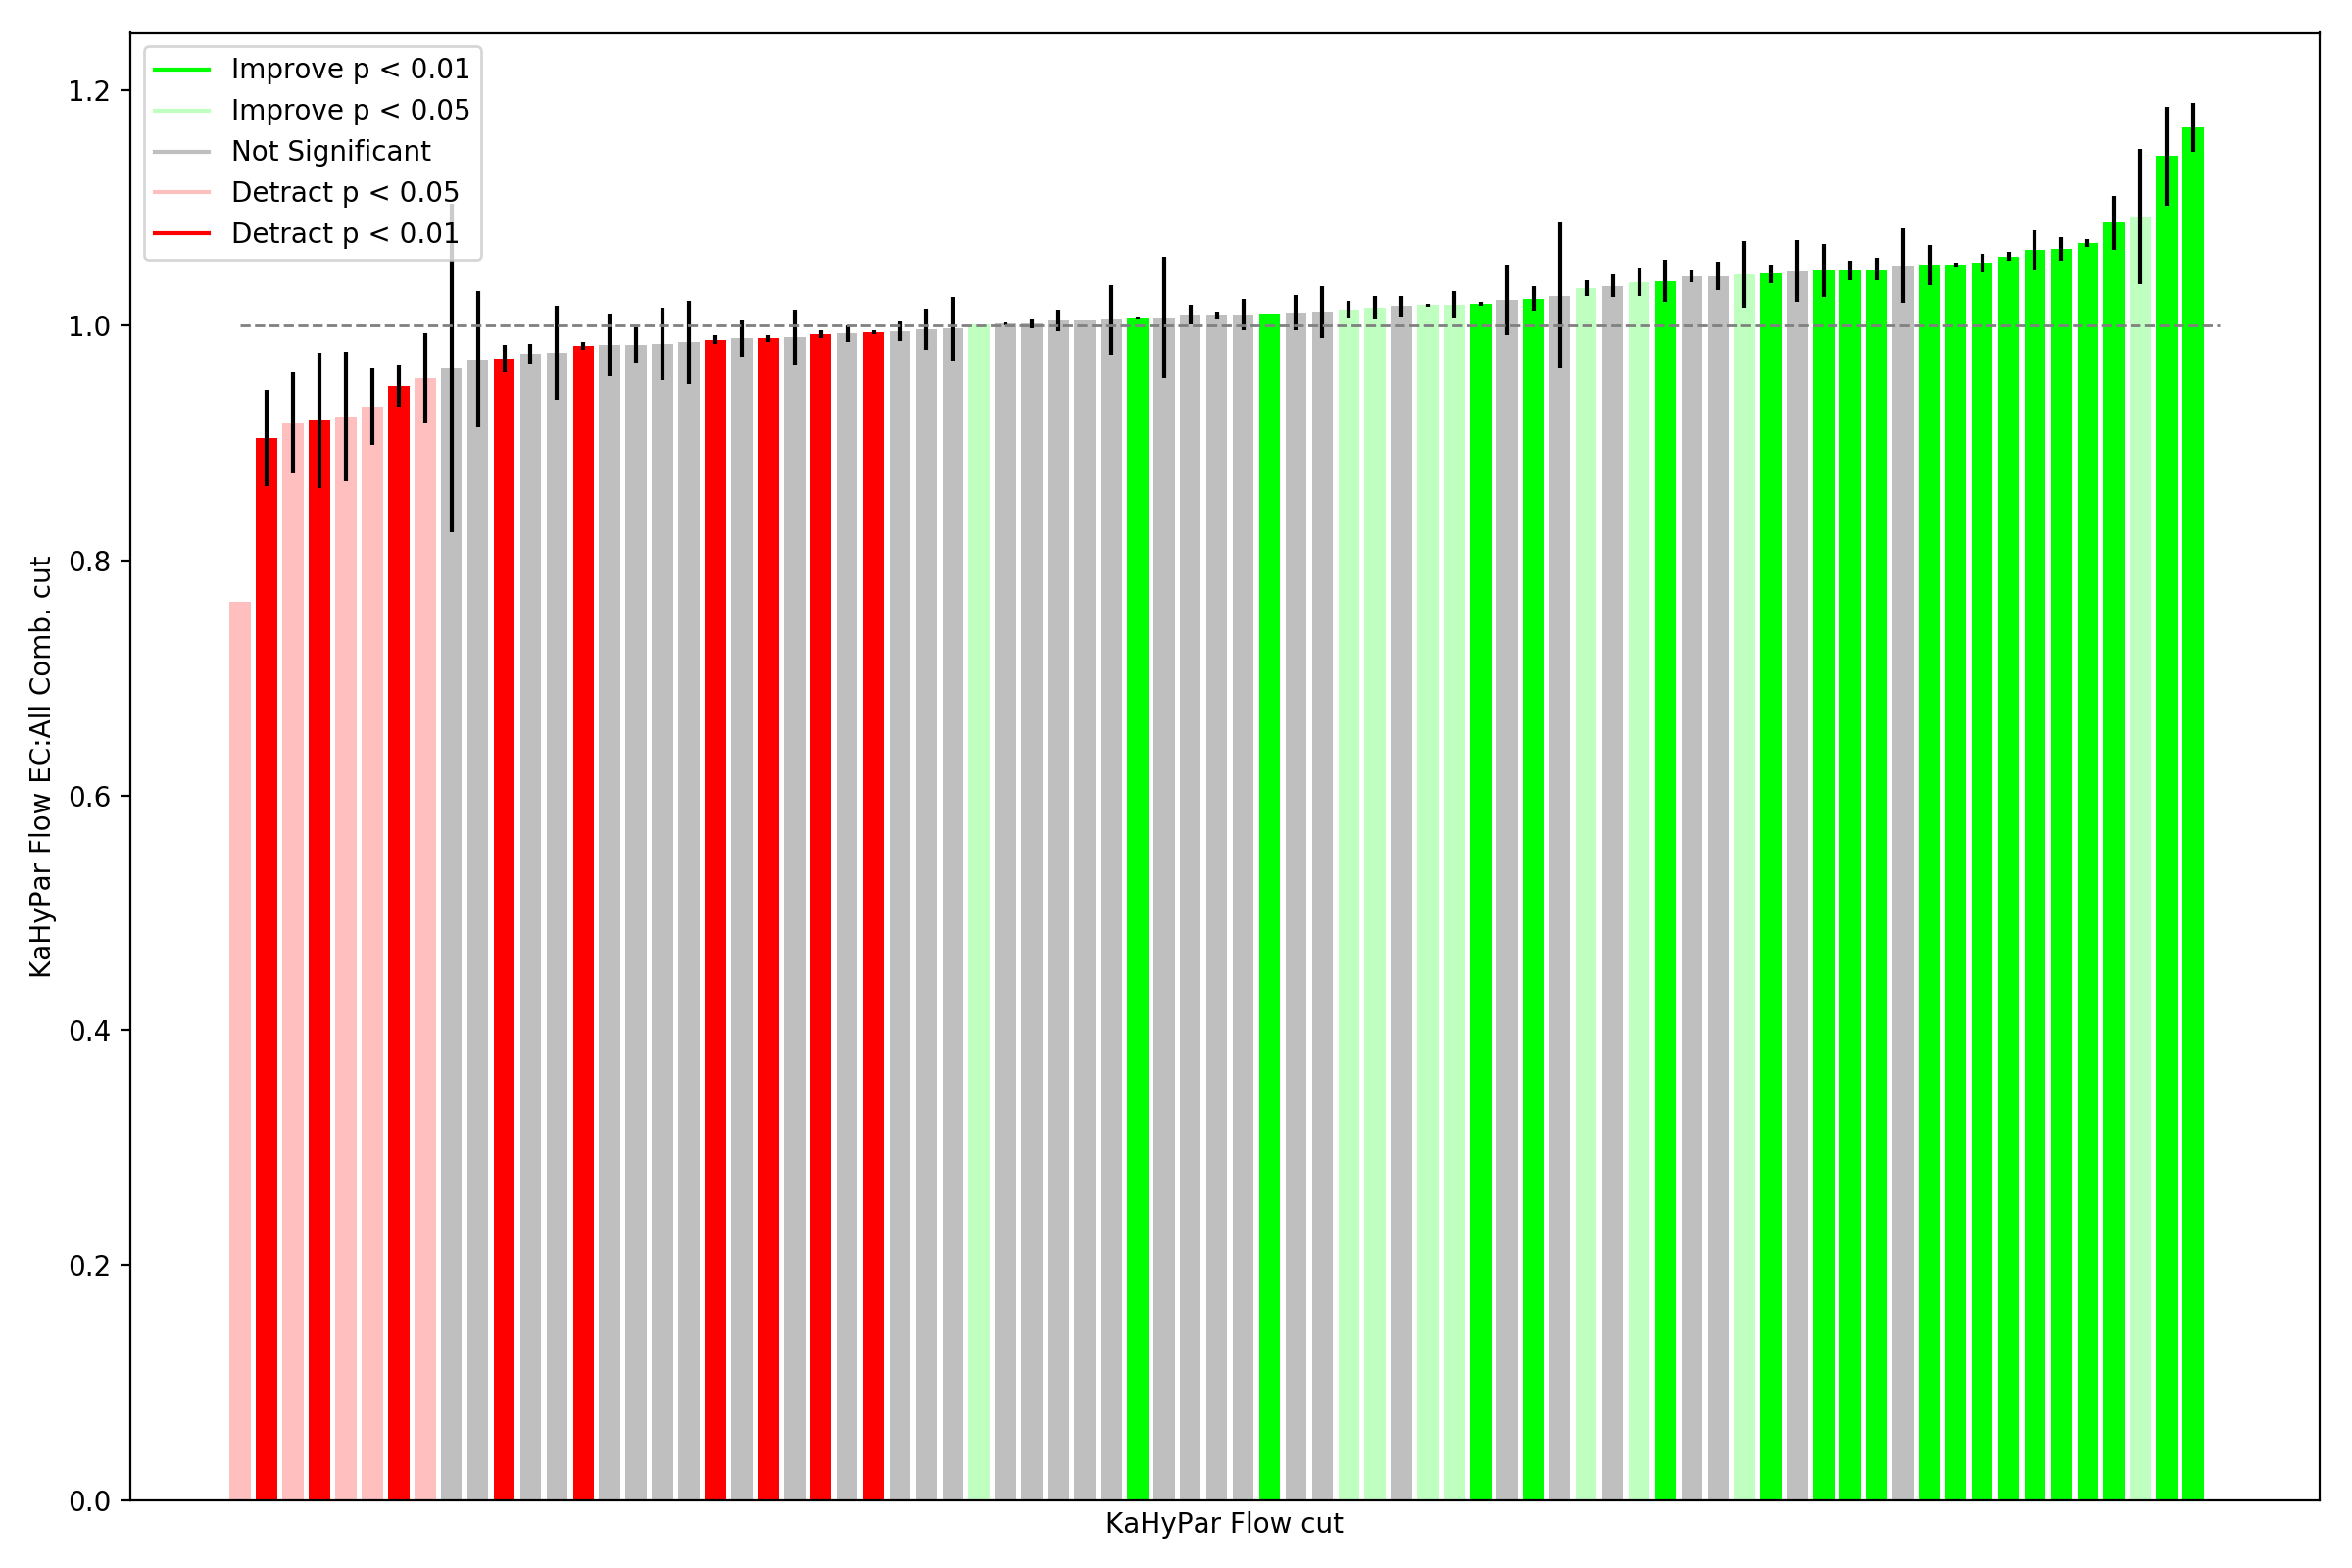 Improve p < 0.01
Improve p < 0.05
Not Significant
Detract p < 0.05
Detract p < 0.01
1.2
1.0
0.8
0.6
0.4
0.2
0.0
KaHyPar Flow EC:All Comb. cut
KaHyPar Flow cut